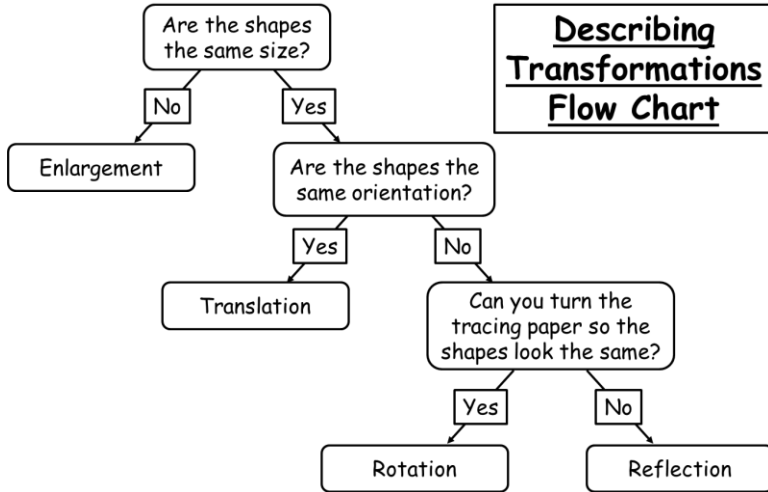 Describing
Transformations
Flow Chart
Are the shapes
the same size?
No
Yes
Enlargement
Are the shapes the
same orientation?
Yes
No
Translation
Can you turn the
tracing paper so the
shapes look the same?
Yes
No
Rotation
Reflection